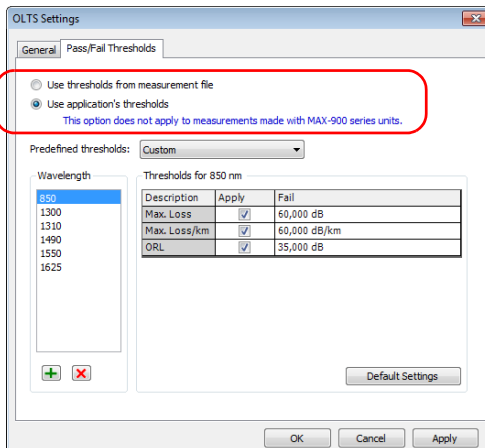 OLTS Settings
General Pass/Fail Thresholds
Use thresholds from measurement file
Use application's thresholds
This option does not apply to measurements made with MAX-900 series units.
Predefined thresholds: Custom
Wavelength
850
1300
1310
1490
1550
1625
Thresholds for 850 nm
Description Apply Fail
Max. Loss 60,000 dB
Max. Loss/km 60,000 dB/km
ORL 35,000 dB
Default Settings
OK Cancel Apply